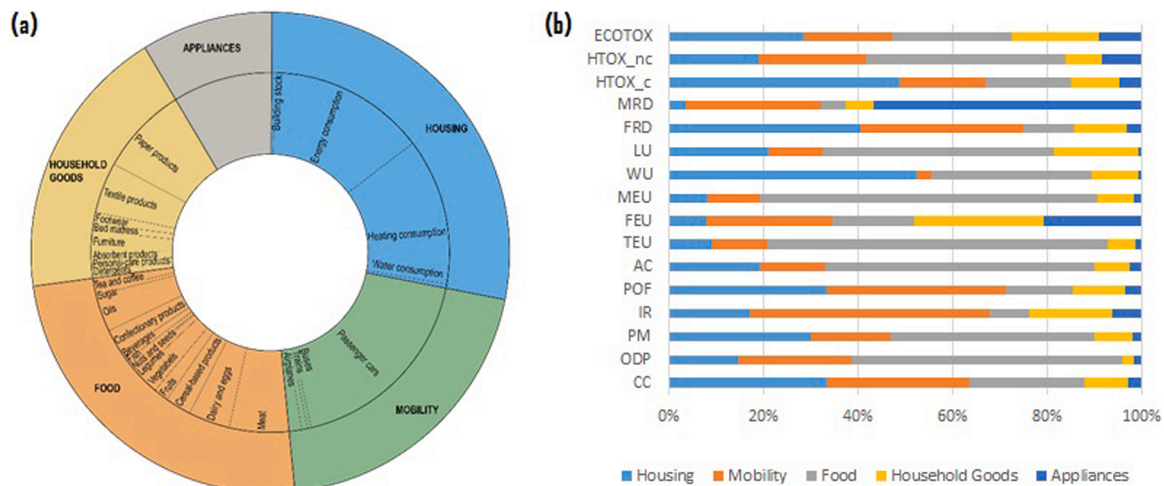 (a)
APPLIANCES
HOUSING
Building stock
Energy consumption
Heating consumption
Water consumption
MOBILITY
Passenger cars
Buses
Trains
Airplanes
FOOD
Meat
Dairy and eggs
Cereal-based products
Fruits
Vegetabels
Legumes
Nuts and seeds
Fish
Beverages
Confectionary products
Oils
Sugar
Tea and coffee
HOUSEHOLD
GOODS
Detergents
Personal-care products
Absorbent products
Furniture
Bed matress
Footwear
Textile products
Paper products
(b)
ECOTOX
HTOX_nc
HTOX_c
MRD
FRD
LU
WU
MEU
FEU
TEU
AC
POF
IR
PM
ODP
CC
0% 20% 40% 60% 80% 100%
Housing Mobility Food Household Goods Appliances